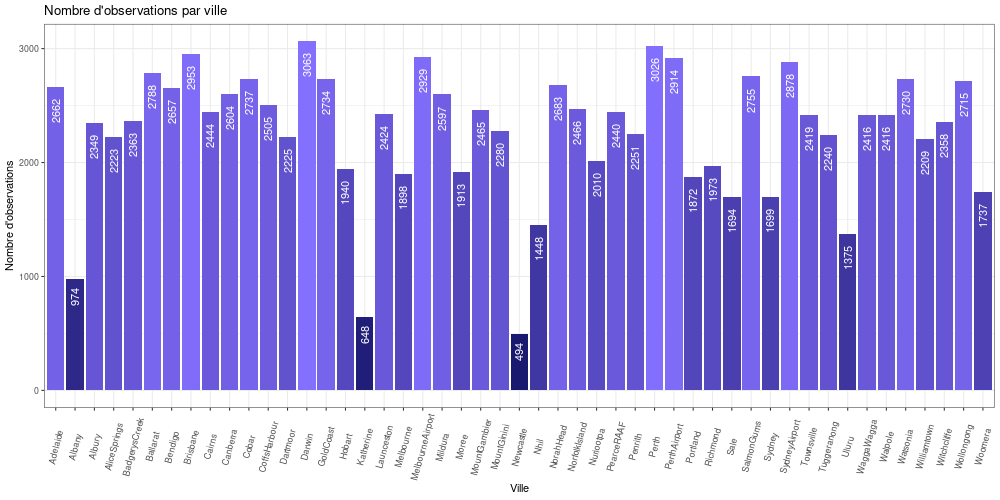 Nombre d'observations par ville
Nombre d'observations
3000
2000
1000
0
2662
974
2349
2223
2363
2788
2657
2953
2444
2604
2737
2505
2225
3063
2734
1940
648
2424
1898
2929
2597
1913
2465
2280
494
1448
2683
2466
2010
2440
2251
3026
2914
1872
1973
1694
2755
1699
2878
2419
2240
1375
2416
2416
2730
2209
2358
2715
1737
Adelaide
Albany
Albury
AliceSprings
BadgerysCreek
Ballarat
Bendigo
Brisbane
Cairns
Canberra
Cobar
CoffsHarbour
Dartmoor
Darwin
GoldCoast
Hobart
Katherine
Launceston
Melbourne
MelbourneAirport
Mildura
Moree
MountGambier
MountGinini
Newcastle
Nhil
NorahHead
NorfolkIsland
Nuriootpa
PearceRAAF
Penrith
Perth
PerthAirport
Portland
Richmond
Sale
SalmonGums
Sydney
SydneyAirport
Townsville
Tuggeranong
Uluru
WaggaWagga
Walpole
Watsonia
Williamtown
Witchcliffe
Wollongong
Woomera
Ville